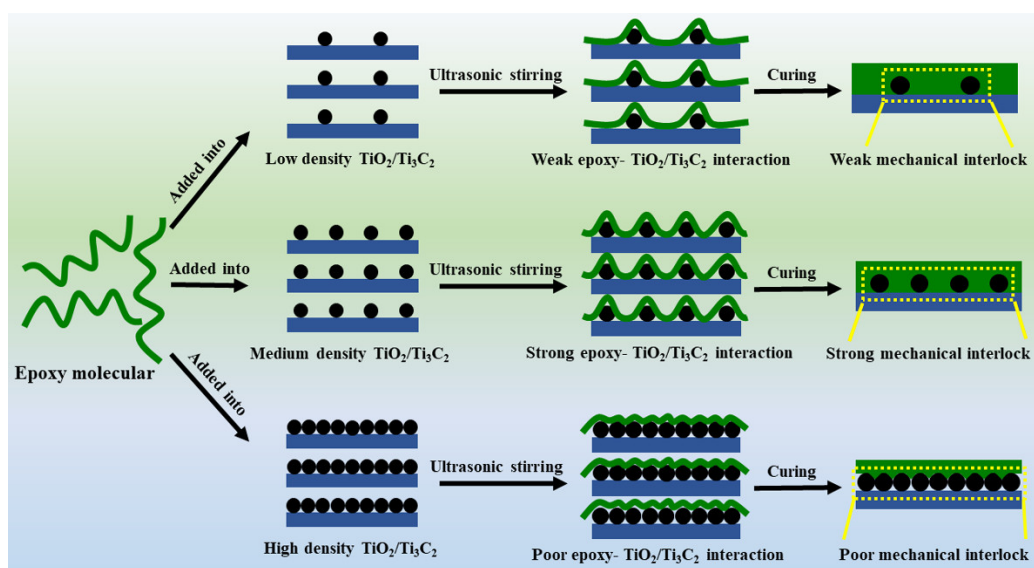 Added into
Low density TiO₂/Ti₃C₂
Ultrasonic stirring
Weak epoxy- TiO₂/Ti₃C₂ interaction
Curing
Weak mechanical interlock
Epoxy molecular
Added into
Medium density TiO₂/Ti₃C₂
Ultrasonic stirring
Strong epoxy- TiO₂/Ti₃C₂ interaction
Curing
Strong mechanical interlock
Added into
High density TiO₂/Ti₃C₂
Ultrasonic stirring
Poor epoxy- TiO₂/Ti₃C₂ interaction
Curing
Poor mechanical interlock